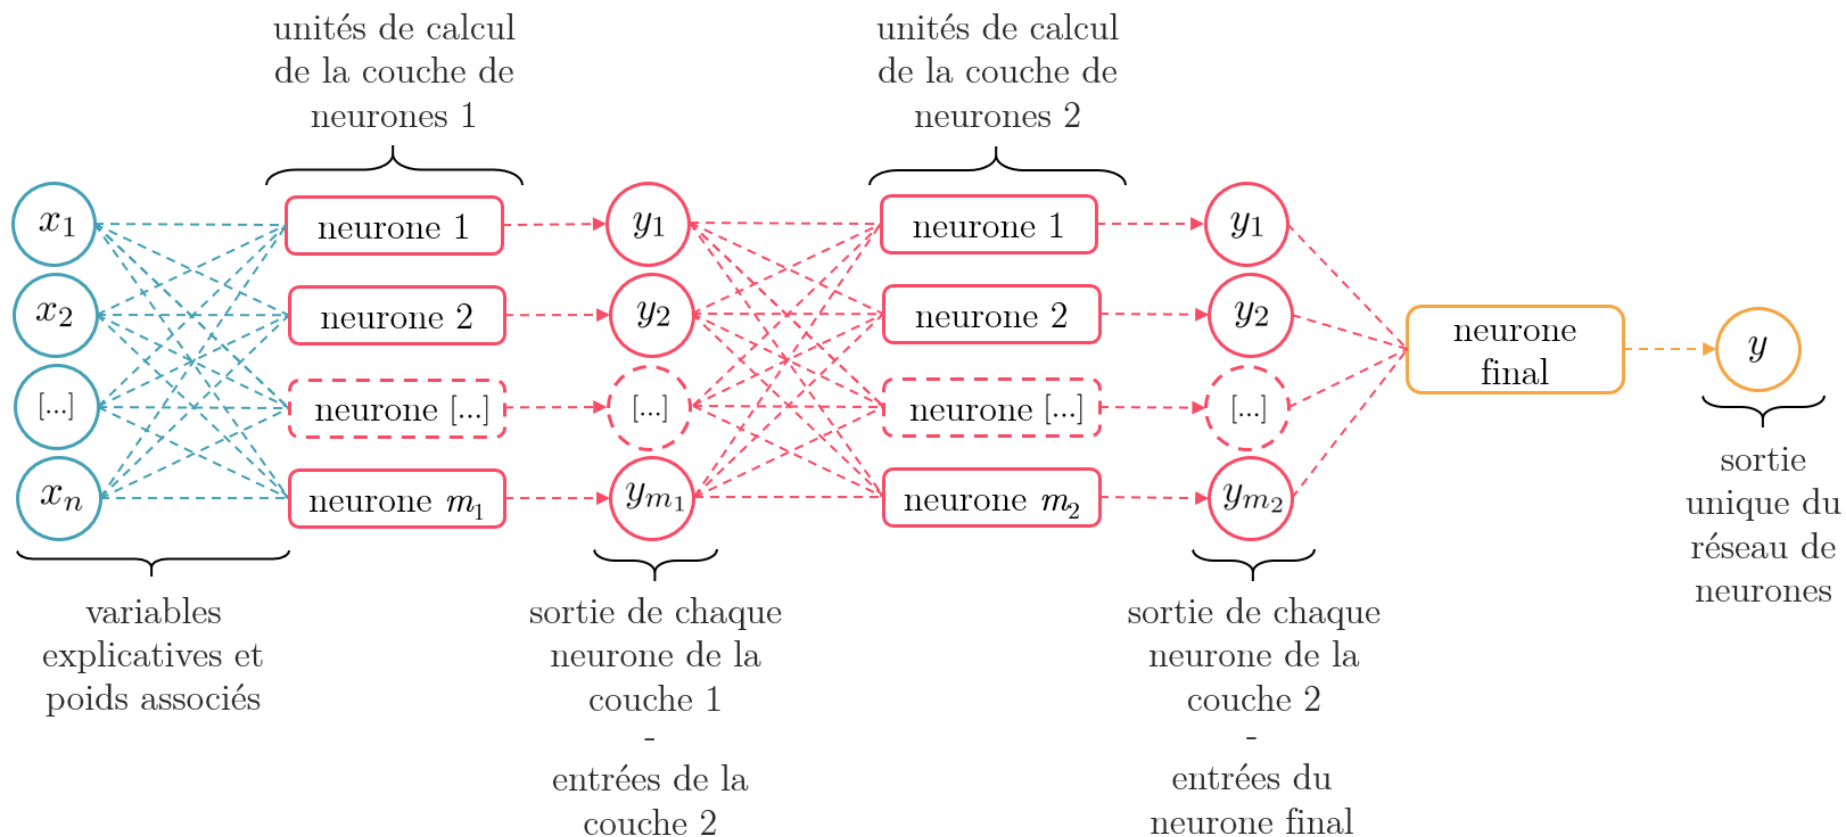 unités de calcul
de la couche de
neurones 1
unités de calcul
de la couche de
neurones 2
x₁
neurone 1
y₁
neurone 1
y₁
x₂
neurone 2
y₂
neurone 2
y₂
neurone
final
y
[...]
neurone [...]
[...]
neurone [...]
[...]
xₙ
neurone m₁
yₘ₁
neurone m₂
yₘ₂
sortie
unique du
réseau de
neurones
variables
explicatives et
poids associés
sortie de chaque
neurone de la
couche 1
-
entrées de la
couche 2
sortie de chaque
neurone de la
couche 2
-
entrées du
neurone final